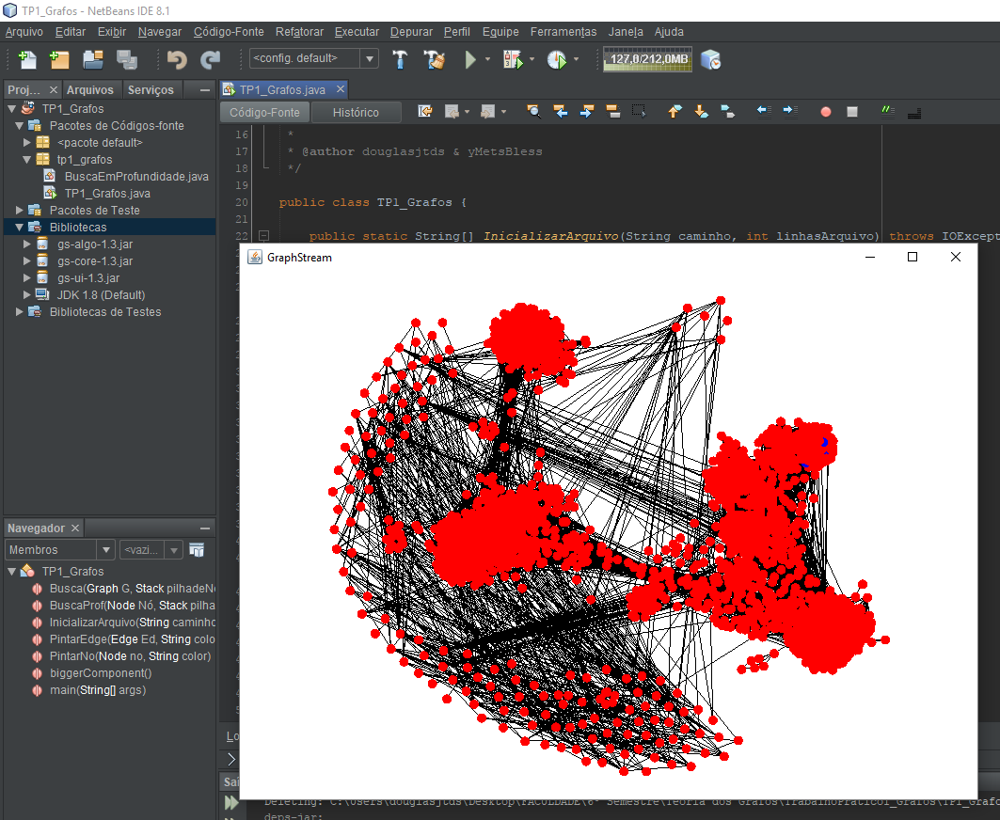 TP1_Grafos - NetBeans IDE 8.1
Arquivo Editar Exibir Navegar Código-Fonte Refatorar Executar Depurar Perfil Equipe Ferramentas Janela Ajuda
<config. default> 127,0/212,0MB
Proj... Arquivos Serviços
TP1_Grafos
Pacotes de Códigos-fonte
<pacote default>
tp1_grafos
BuscaEmProfundidade.java
TP1_Grafos.java
Pacotes de Teste
Bibliotecas
gs-algo-1.3.jar
gs-core-1.3.jar
gs-ui-1.3.jar
JDK 1.8 (Default)
Bibliotecas de Testes
Navegador
Membros <vazi...
TP1_Grafos
Busca(Graph G, Stack pilhadeN
BuscaProf(Node Nó, Stack pilha
InicializarArquivo(String caminho
PintarEdge(Edge Ed, String colo
PintarNo(Node no, String color)
biggerComponent()
main(String[] args)
TP1_Grafos.java
Código-Fonte Histórico
16 *
17 * @author douglasjtds & yMetsBless
18 */
19
20 public class TP1_Grafos {
21
22 public static String[] InicializarArquivo(String caminho, int linhasArquivo) throws IOExcept
GraphStream
Lo
Saí
Deleting: C:\Users\douglasjtds\Desktop\FACULDADE\6º Semestre\Teoria dos Grafos\TrabalhoPratico1_Grafos\TP1_Grafo
deps-jar: